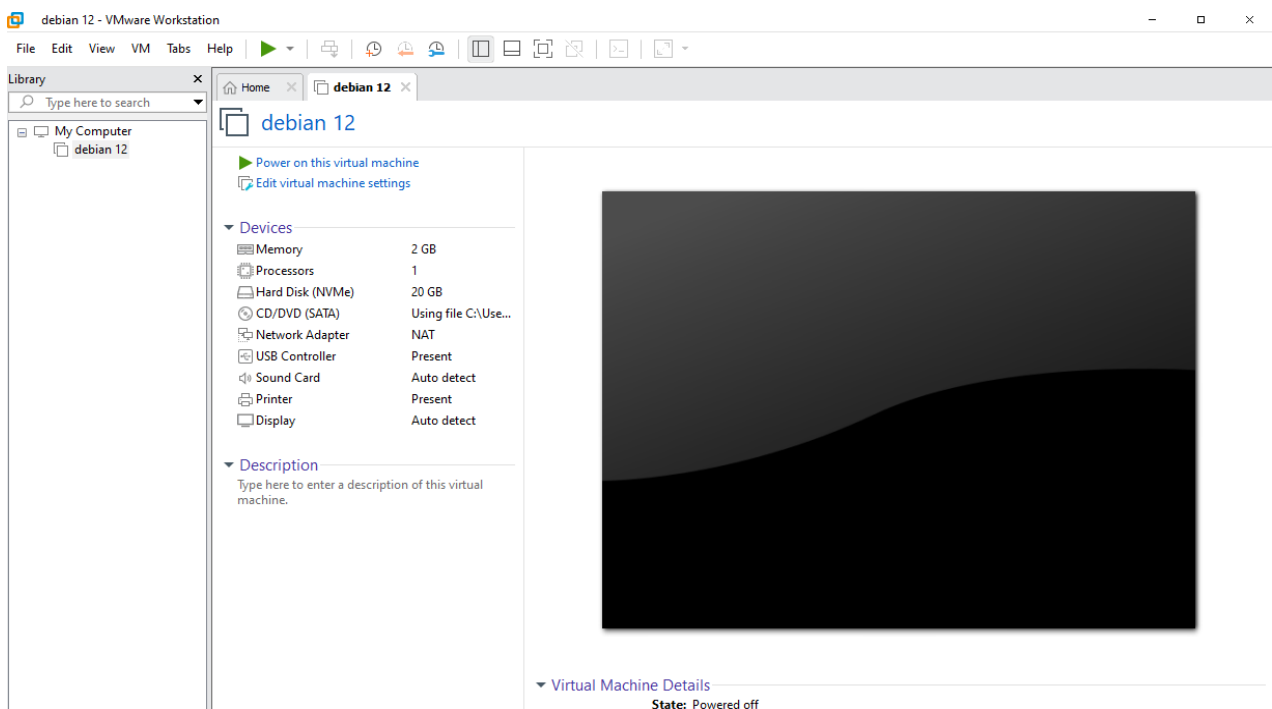 debian 12 - VMware Workstation
File Edit View VM Tabs Help
Library
Type here to search
My Computer
debian 12
Home
debian 12
debian 12
Power on this virtual machine
Edit virtual machine settings
Devices
Memory 2 GB
Processors 1
Hard Disk (NVMe) 20 GB
CD/DVD (SATA) Using file C:\Use...
Network Adapter NAT
USB Controller Present
Sound Card Auto detect
Printer Present
Display Auto detect
Description
Type here to enter a description of this virtual
machine.
Virtual Machine Details
State: Powered off